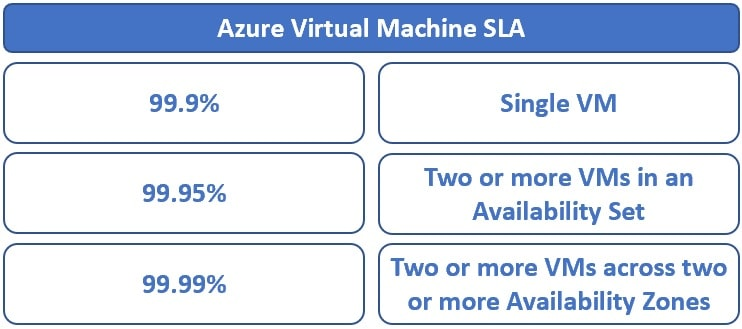 Azure Virtual Machine SLA
99.9%
Single VM
99.95%
Two or more VMs in an
Availability Set
99.99%
Two or more VMs across two
or more Availability Zones